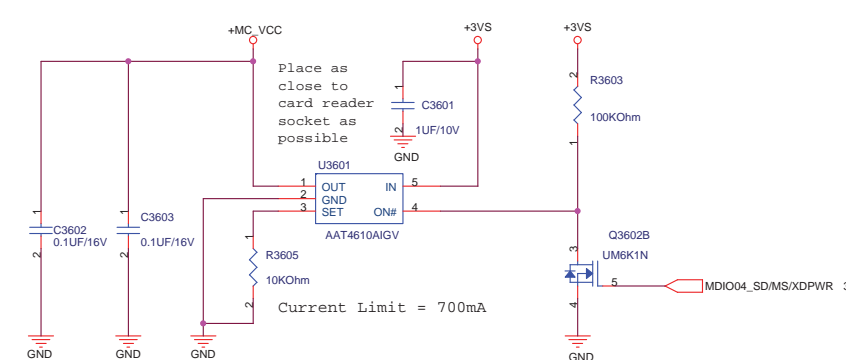 +MC_VCC
+3VS
+3VS
Place as
close to
card reader
socket as
possible
C3601
1UF/10V
1
2
GND
2
R3603
100KOhm
1
U3601
1 OUT IN 5
2 GND
3 SET ON# 4
AAT4610AIGV
1
C3602
0.1UF/16V
2
GND
1
C3603
0.1UF/16V
2
GND
1
R3605
10KOhm
2
GND
Current Limit = 700mA
Q3602B
UM6K1N
3
5
4
GND
MDIO04_SD/MS/XDPWR 3